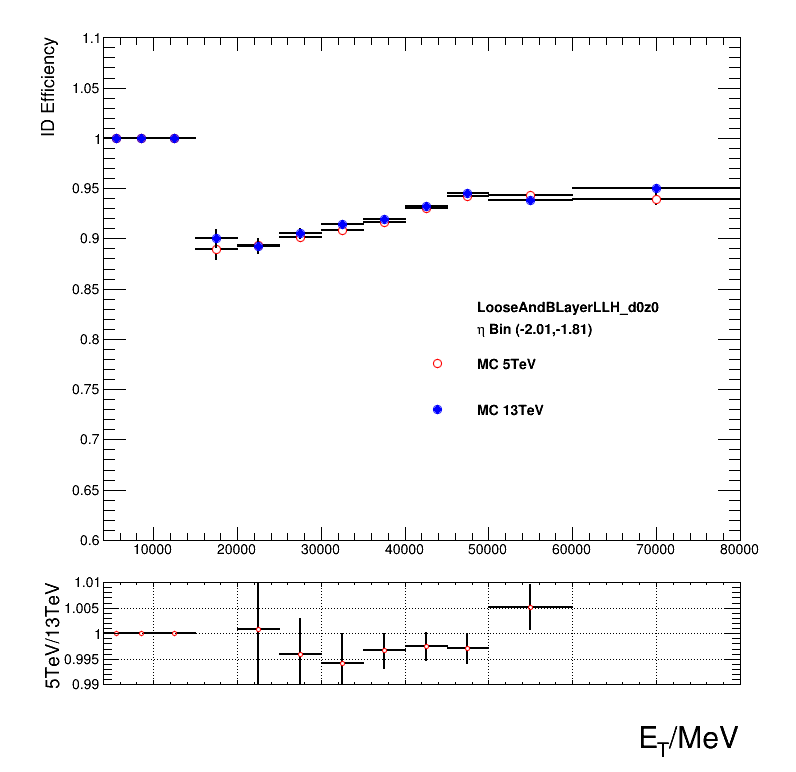 ID Efficiency
1.1
1.05
1
0.95
0.9
0.85
0.8
0.75
0.7
0.65
0.6
LooseAndBLayerLLH_d0z0
η Bin (-2.01,-1.81)
MC 5TeV
MC 13TeV
10000 20000 30000 40000 50000 60000 70000 80000
5TeV/13TeV
1.01
1.005
1
0.995
0.99
E_T/MeV